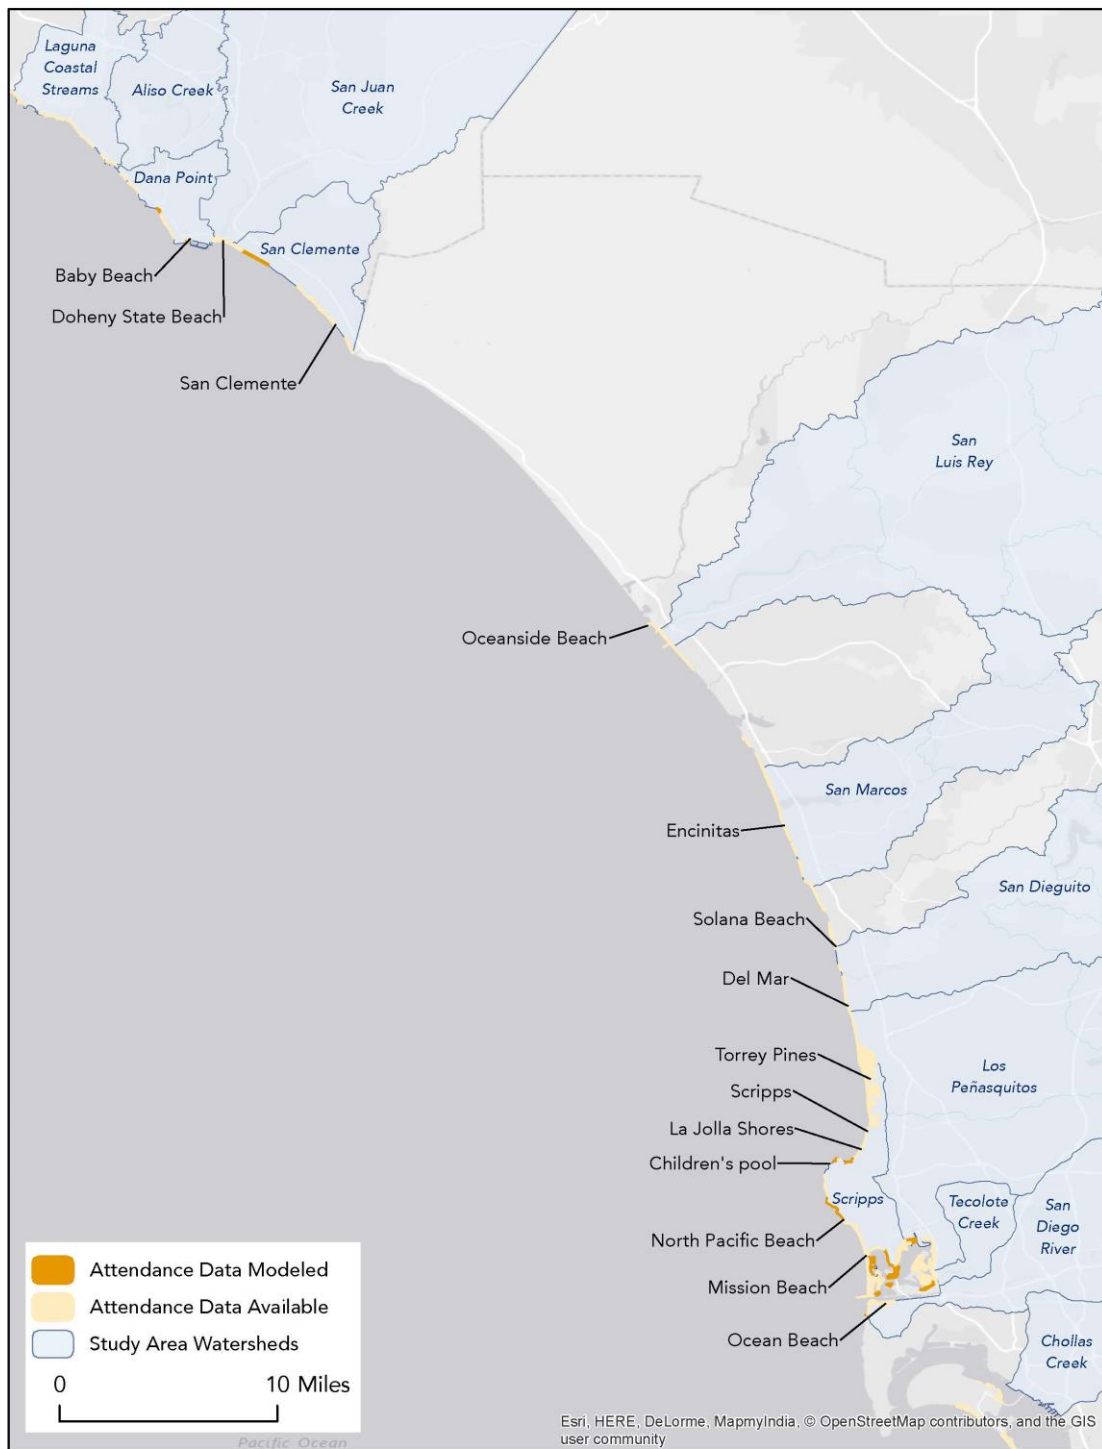 Laguna
Coastal
Streams
Aliso Creek
San Juan
Creek
Dana Point
San Clemente
Baby Beach
Doheny State Beach
San Clemente
San
Luis Rey
Oceanside Beach
San Marcos
Encinitas
San Dieguito
Solana Beach
Del Mar
Torrey Pines
Los
Peñasquitos
Scripps
La Jolla Shores
Children's pool
Scripps
Tecolote
Creek
San
Diego
River
North Pacific Beach
Mission Beach
Ocean Beach
Chollas
Creek
Attendance Data Modeled
Attendance Data Available
Study Area Watersheds
0 10 Miles
Esri, HERE, DeLorme, MapmyIndia, © OpenStreetMap contributors, and the GIS
user community
Pacific Ocean